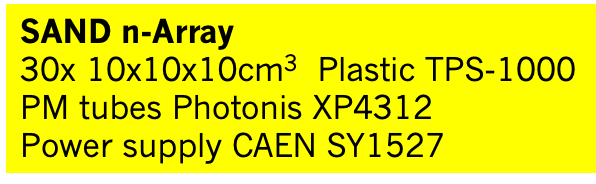 SAND n-Array
30x 10x10x10cm³ Plastic TPS-1000
PM tubes Photonis XP4312
Power supply CAEN SY1527